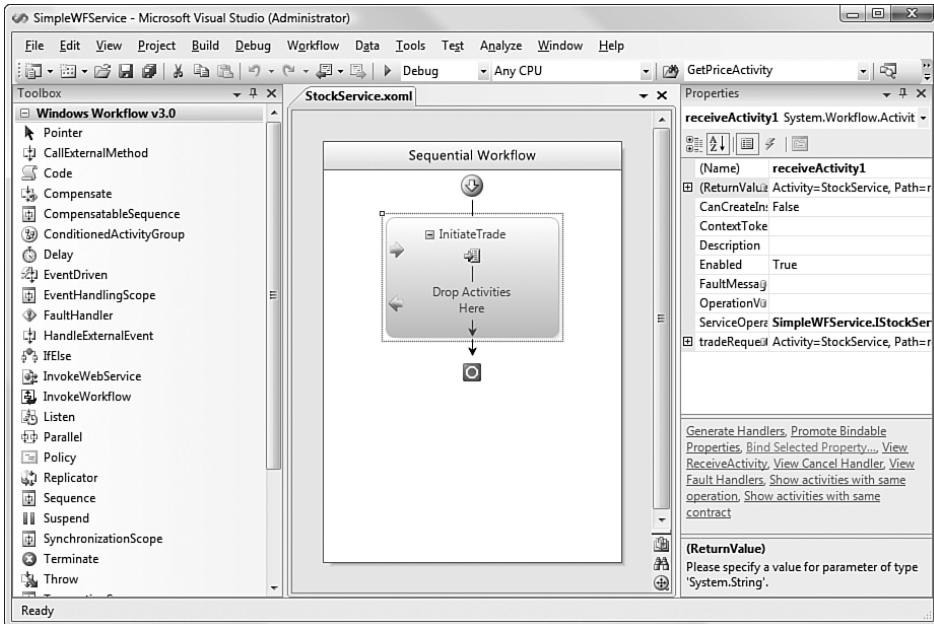 SimpleWFService - Microsoft Visual Studio (Administrator)
File Edit View Project Build Debug Workflow Data Tools Test Analyze Window Help
Debug Any CPU GetPriceActivity
Toolbox
Windows Workflow v3.0
Pointer
CallExternalMethod
Code
Compensate
CompensatableSequence
ConditionedActivityGroup
Delay
EventDriven
EventHandlingScope
FaultHandler
HandleExternalEvent
IfElse
InvokeWebService
InvokeWorkflow
Listen
Parallel
Policy
Replicator
Sequence
Suspend
SynchronizationScope
Terminate
Throw
StockService.xoml
Sequential Workflow
InitiateTrade
Drop Activities
Here
Properties
receiveActivity1 System.Workflow.Activit
(Name) receiveActivity1
(ReturnValu Activity=StockService, Path=r
CanCreateIn False
ContextToke
Description
Enabled True
FaultMessag
OperationV
ServiceOpera SimpleWFService.IStockSer
tradeReque Activity=StockService, Path=r
Generate Handlers, Promote Bindable
Properties, Bind Selected Property..., View
ReceiveActivity, View Cancel Handler, View
Fault Handlers, Show activities with same
operation, Show activities with same
contract
(ReturnValue)
Please specify a value for parameter of type
'System.String'.
Ready